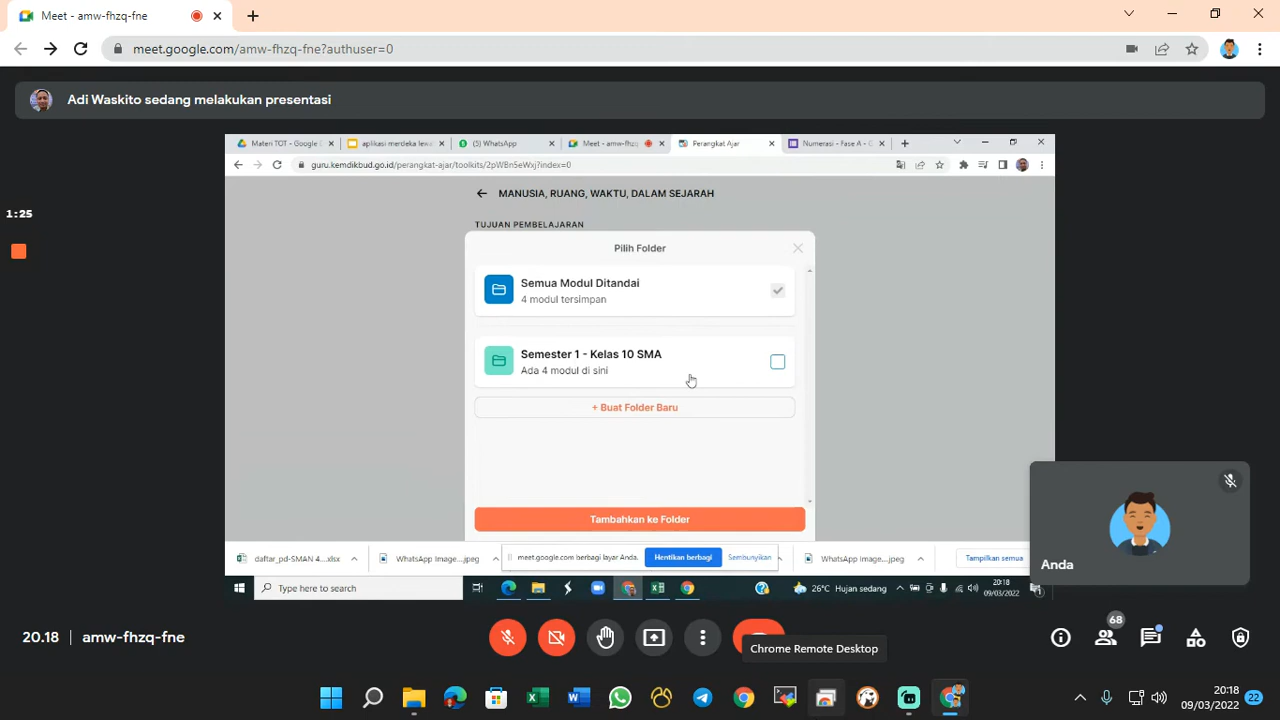 Meet - amw-fhzq-fne
meet.google.com/amw-fhzq-fne?authuser=0
Adi Waskito sedang melakukan presentasi
Materi TOT - Google
aplikasi merdeka lewa
(5) WhatsApp
Meet - amw-fhzq
Perangkat Ajar
Numerasi - Fase A - G
guru.kemdikbud.go.id/perangkat-ajar/toolkits/2pWBn5eWxj?index=0
MANUSIA, RUANG, WAKTU, DALAM SEJARAH
1:25
TUJUAN PEMBELAJARAN
Pilih Folder
Semua Modul Ditandai
4 modul tersimpan
Semester 1 - Kelas 10 SMA
Ada 4 modul di sini
+ Buat Folder Baru
Tambahkan ke Folder
daftar_pd-SMAN 4....xlsx
WhatsApp Image....jpeg
meet.google.com berbagi layar Anda.
Hentikan berbagi
Sembunyikan
WhatsApp Image....jpeg
Tampilkan semua
Anda
Type here to search
26°C Hujan sedang
20:18
09/03/2022
20.18
amw-fhzq-fne
68
Chrome Remote Desktop
20:18
09/03/2022
22